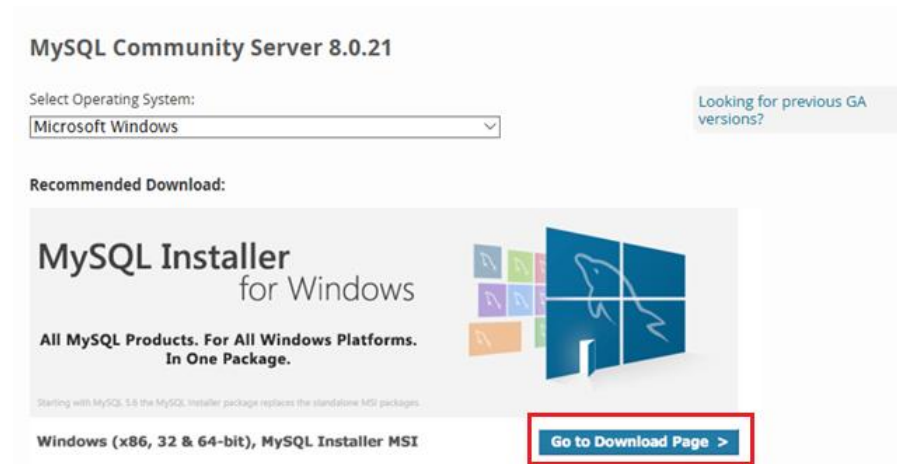 MySQL Community Server 8.0.21
Select Operating System:
Looking for previous GA
versions?
Microsoft Windows
Recommended Download:
MySQL Installer
for Windows
All MySQL Products. For All Windows Platforms.
In One Package.
Starting with MySQL 5.6 the MySQL Installer package replaces the standalone MSI packages.
Windows (x86, 32 & 64-bit), MySQL Installer MSI
Go to Download Page >